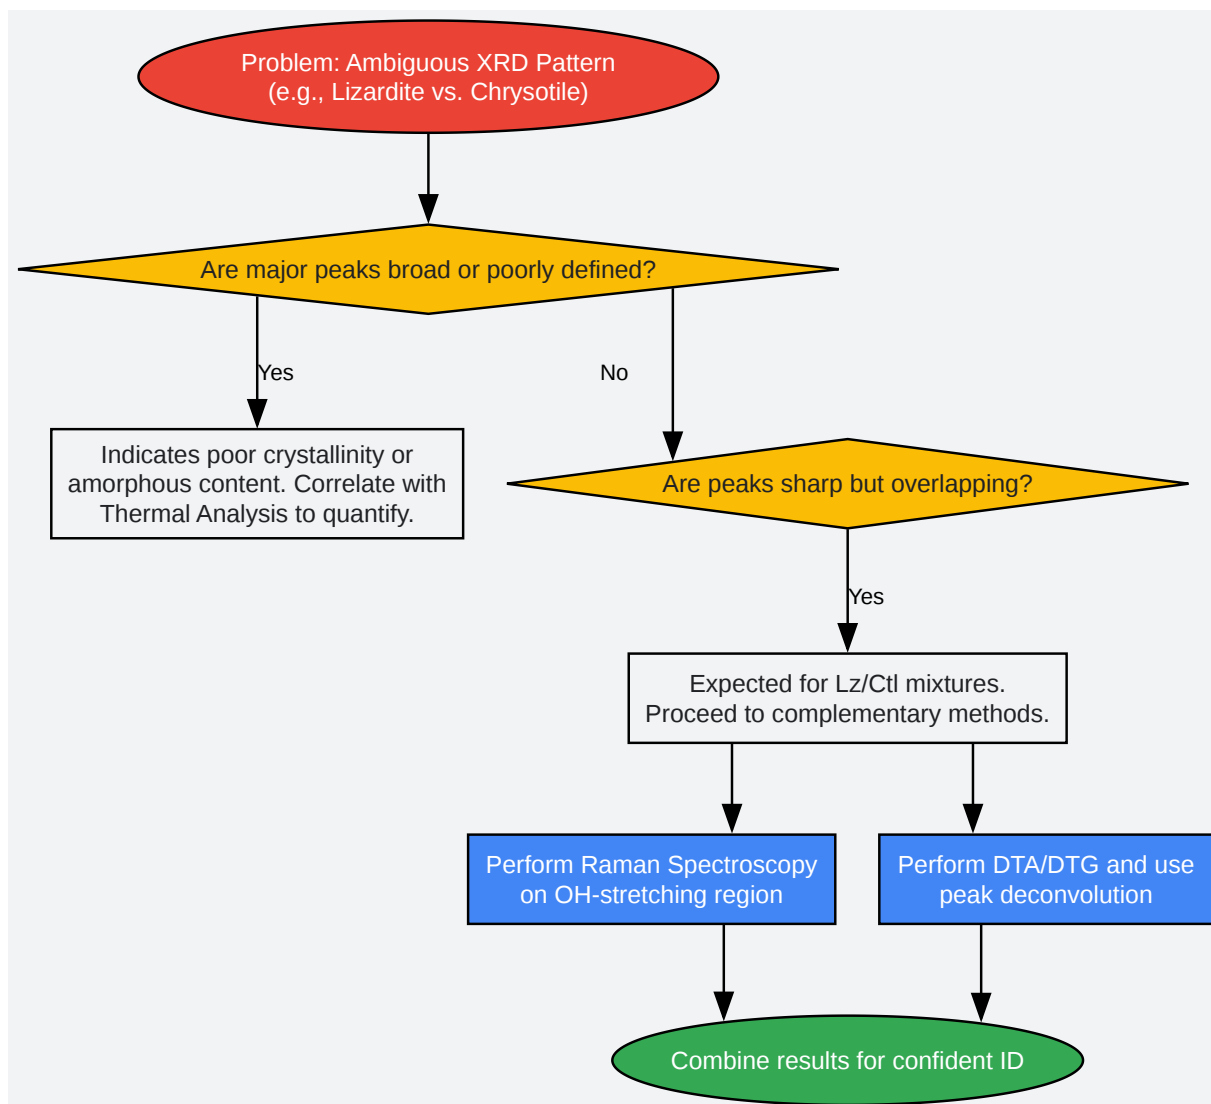 Problem: Ambiguous XRD Pattern
(e.g., Lizardite vs. Chrysotile)
Are major peaks broad or poorly defined?
Yes
No
Indicates poor crystallinity or
amorphous content. Correlate with
Thermal Analysis to quantify.
Are peaks sharp but overlapping?
Yes
Expected for Lz/Ctl mixtures.
Proceed to complementary methods.
Perform Raman Spectroscopy
on OH-stretching region
Perform DTA/DTG and use
peak deconvolution
Combine results for confident ID